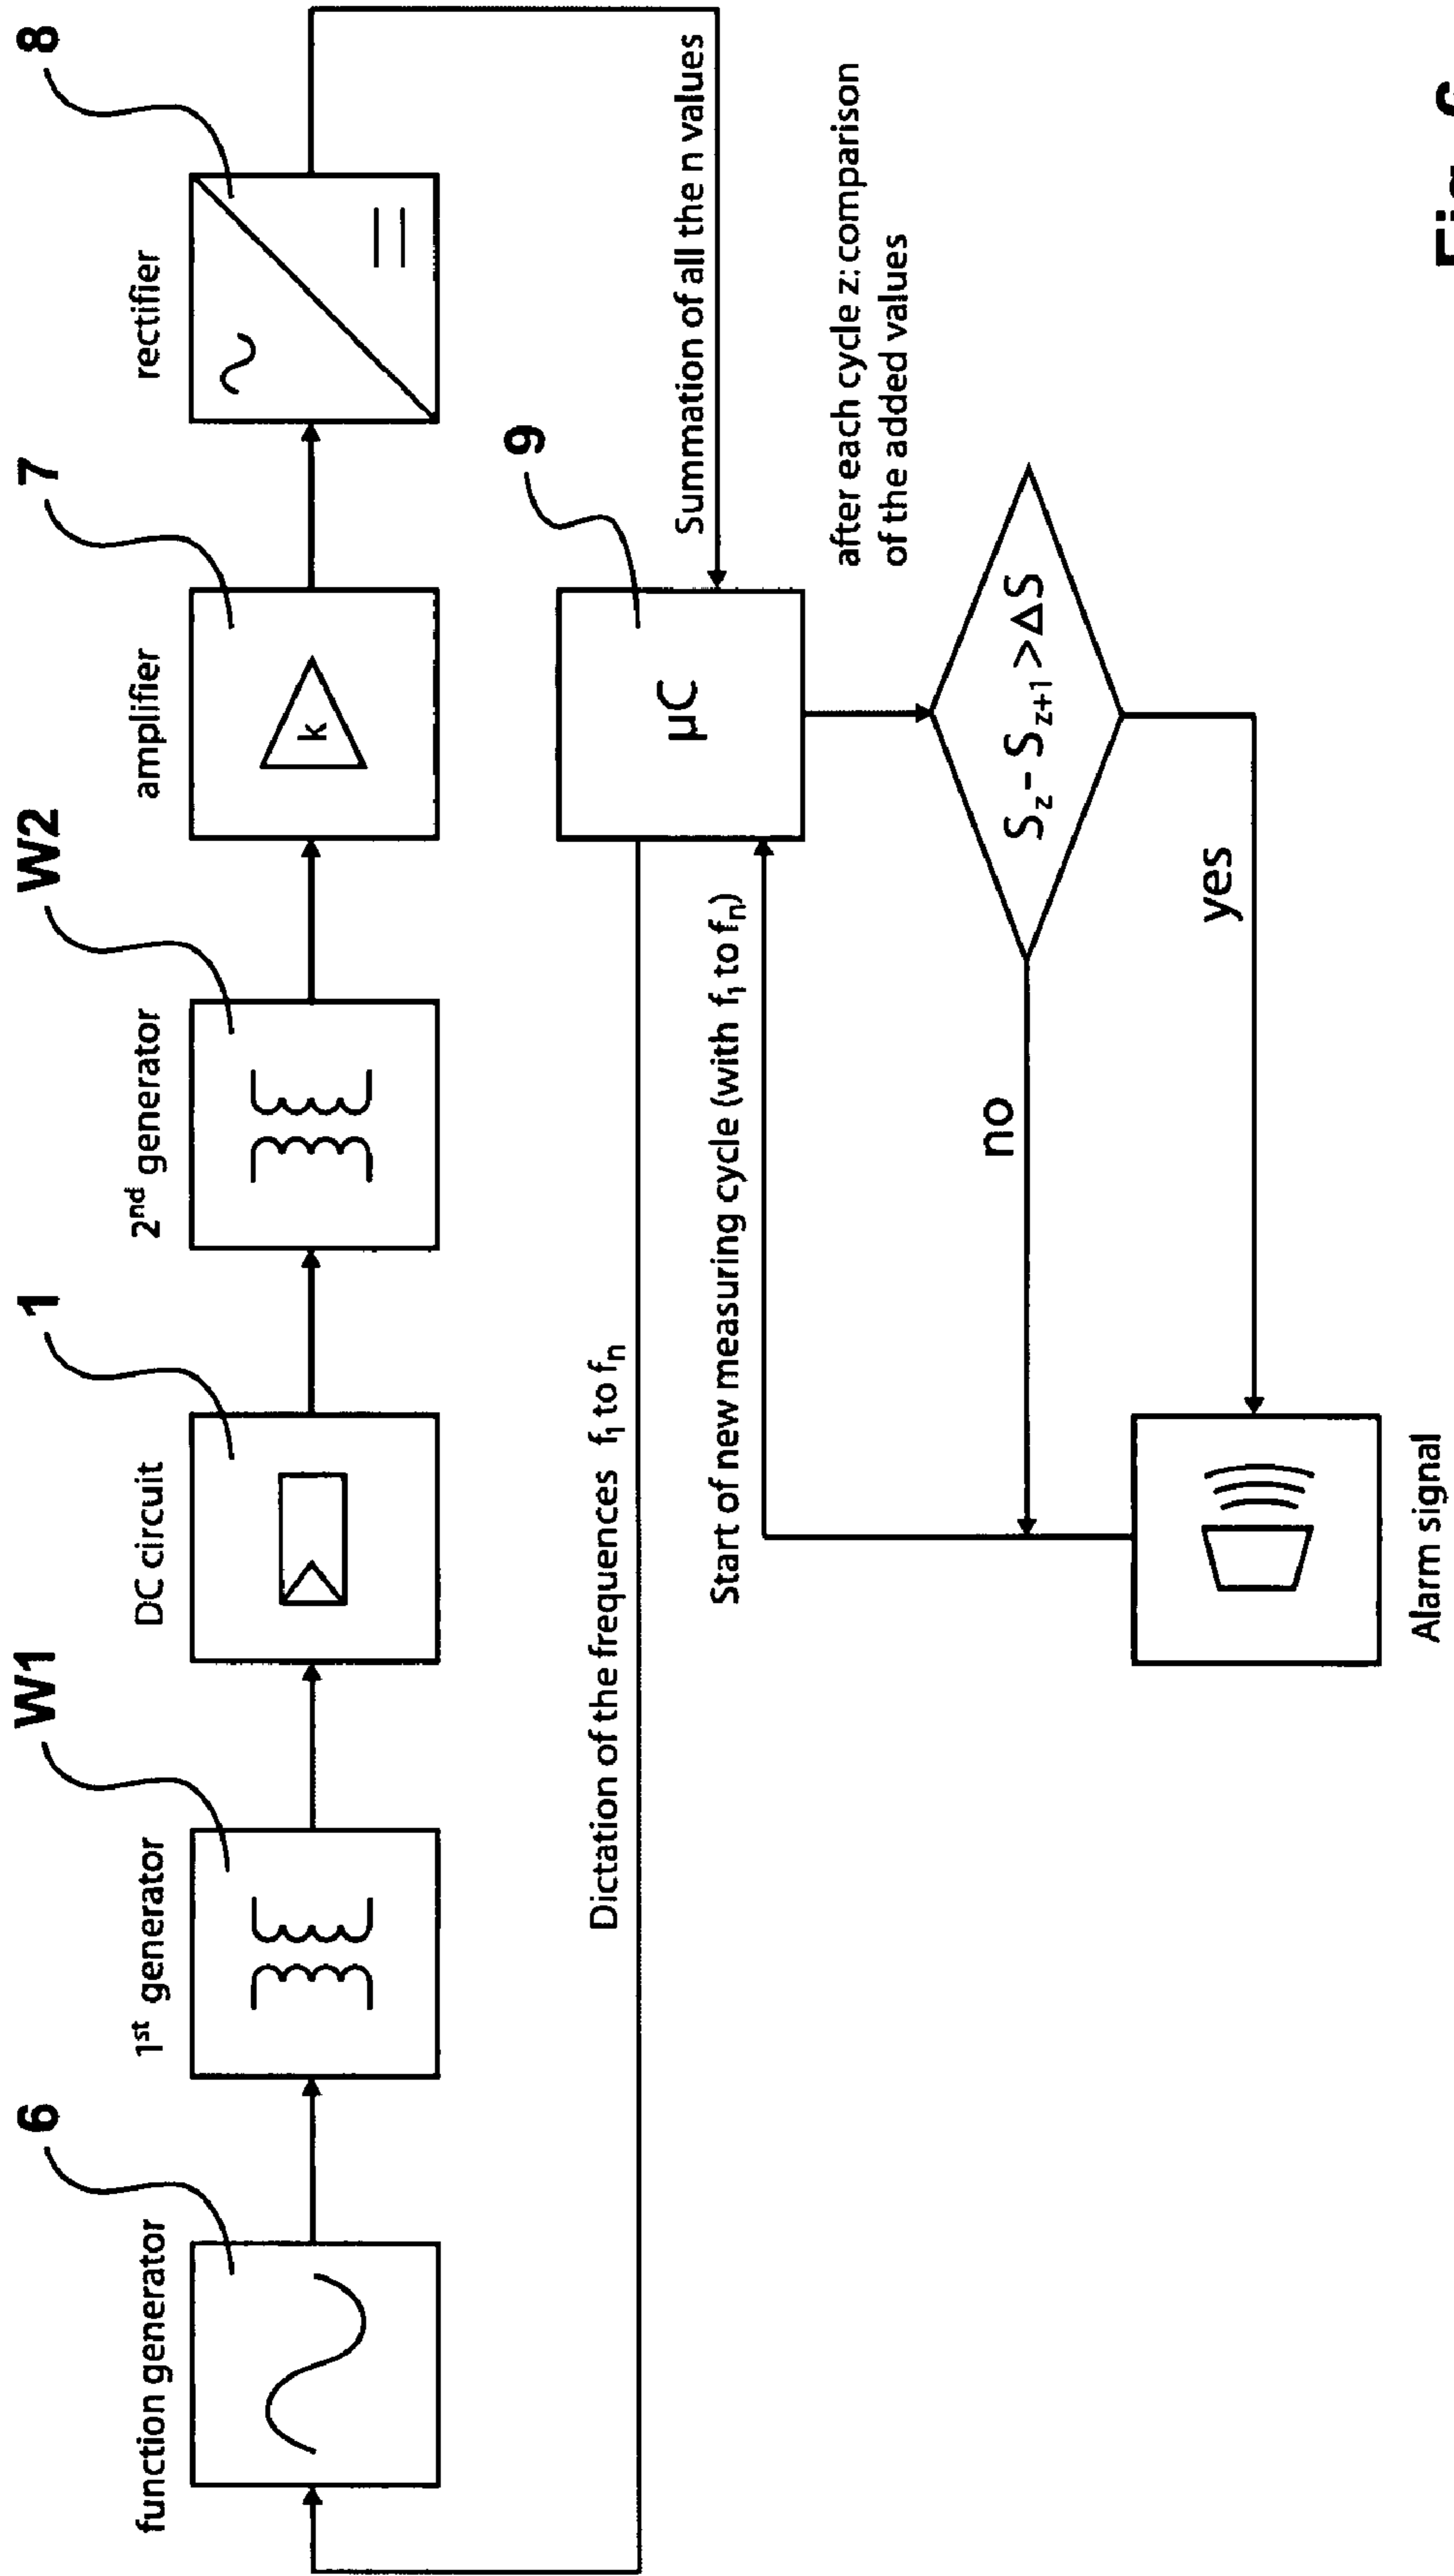 6
W1
1
W2
7
8
function generator
1st generator
DC circuit
2nd generator
amplifier
rectifier
k
9
Dictation of the frequences f1 to fn
µC
Summation of all the n values
Start of new measuring cycle (with f1 to fn)
after each cycle z: comparison
of the added values
no
Sz - Sz+1 >ΔS
yes
Alarm signal